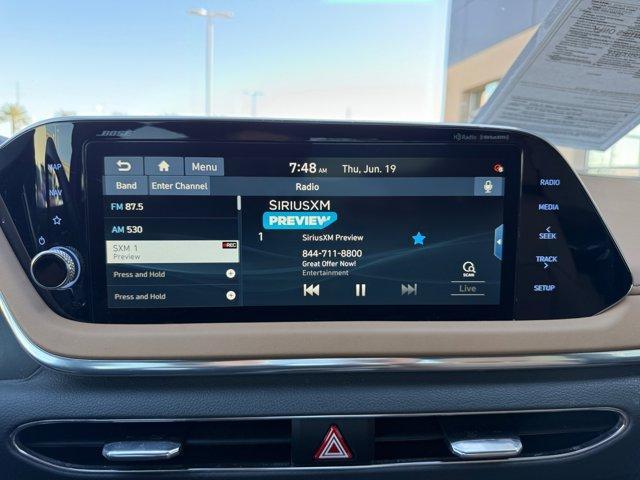 BOSE
HD Radio SiriusXM
MAP
NAV
Menu
7:48 AM
Thu, Jun. 19
Band
Enter Channel
Radio
FM 87.5
AM 530
SXM 1
Preview
REC
Press and Hold
Press and Hold
SIRIUSXM
PREVIEW
1
SiriusXM Preview
844-711-8800
Great Offer Now!
Entertainment
SCAN
Live
RADIO
MEDIA
SEEK
TRACK
SETUP